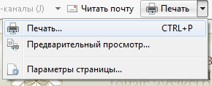 -каналы (J)  Читать почту  Печать
Печать...  CTRL+P
Предварительный просмотр...
Параметры страницы...